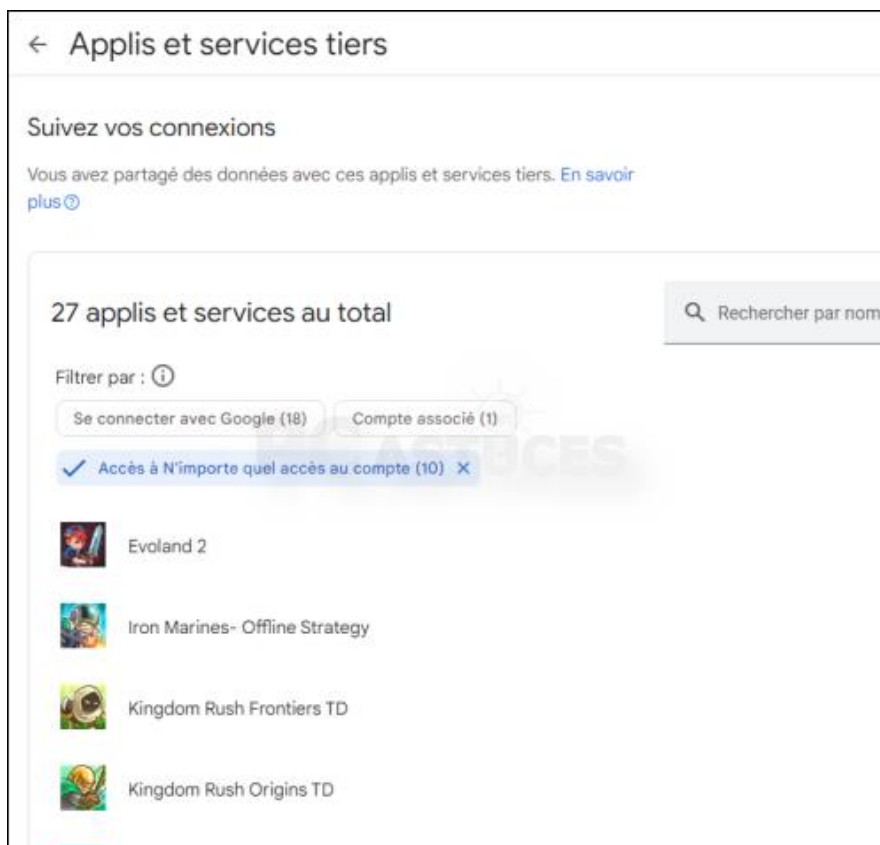 Applis et services tiers
Suivez vos connexions
Vous avez partagé des données avec ces applis et services tiers. En savoir
plus
27 applis et services au total
Rechercher par nom
Filtrer par :
Se connecter avec Google (18)
Compte associé (1)
ASTUCES
Accès à N'importe quel accès au compte (10)
Evoland 2
Iron Marines- Offline Strategy
Kingdom Rush Frontiers TD
Kingdom Rush Origins TD